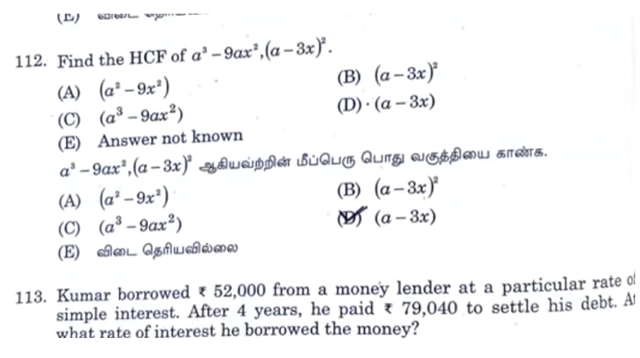 (E)
112. Find the HCF of a³ – 9ax², (a – 3x)².
(A) (a² – 9x²) (B) (a – 3x)²
(C) (a³ – 9ax²) (D) (a – 3x)
(E) Answer not known
a³ – 9ax², (a – 3x)² ஆகியவற்றின் மீப்பெரு பொது வகுத்தியை காண்க.
(A) (a² – 9x²) (B) (a – 3x)²
(C) (a³ – 9ax²) (D) (a – 3x)
(E) விடை தெரியவில்லை
113. Kumar borrowed ₹ 52,000 from a money lender at a particular rate of
simple interest. After 4 years, he paid ₹ 79,040 to settle his debt. At
what rate of interest he borrowed the money?